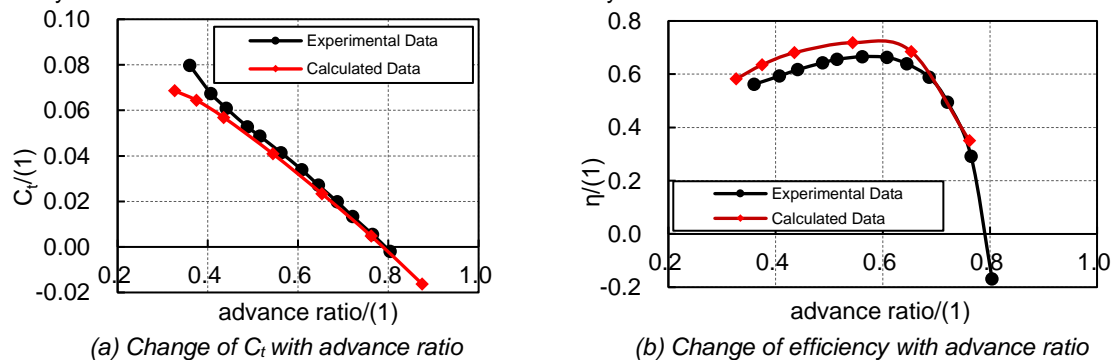 0.10
0.08
0.06
0.04
0.02
0.00
-0.02
0.2 0.4 0.6 0.8 1.0
Cₜ/(1)
advance ratio/(1)
Experimental Data
Calculated Data
(a) Change of Cₜ with advance ratio
0.8
0.6
0.4
0.2
0.0
-0.2
0.2 0.4 0.6 0.8 1.0
η/(1)
advance ratio/(1)
Experimental Data
Calculated Data
(b) Change of efficiency with advance ratio